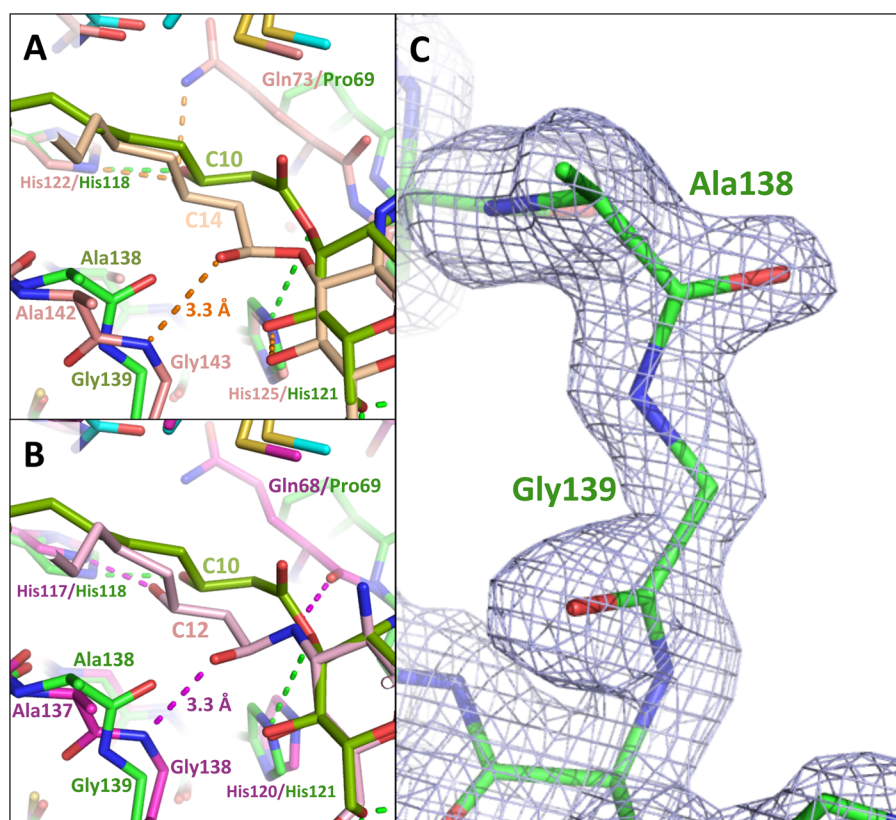 A
Gln73/Pro69
C10
His122/His118
C14
Ala138
3.3 Å
Ala142
Gly143
Gly139
His125/His121
B
Gln68/Pro69
C10
His117/His118
C12
Ala138
3.3 Å
Ala137
Gly138
Gly139
His120/His121
C
Ala138
Gly139